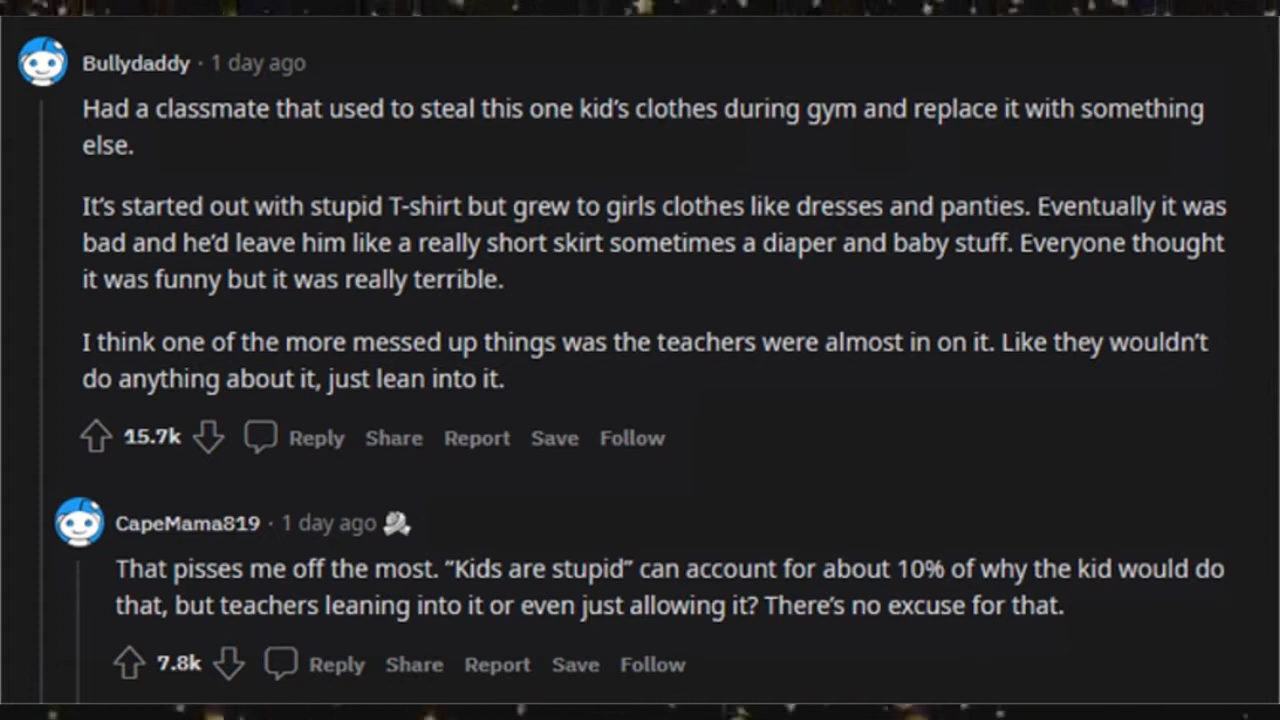 Bullydaddy · 1 day ago
Had a classmate that used to steal this one kid’s clothes during gym and replace it with something
else.
It’s started out with stupid T-shirt but grew to girls clothes like dresses and panties. Eventually it was
bad and he’d leave him like a really short skirt sometimes a diaper and baby stuff. Everyone thought
it was funny but it was really terrible.
I think one of the more messed up things was the teachers were almost in on it. Like they wouldn’t
do anything about it, just lean into it.
15.7k Reply Share Report Save Follow
CapeMama819 · 1 day ago
That pisses me off the most. “Kids are stupid” can account for about 10% of why the kid would do
that, but teachers leaning into it or even just allowing it? There’s no excuse for that.
7.8k Reply Share Report Save Follow